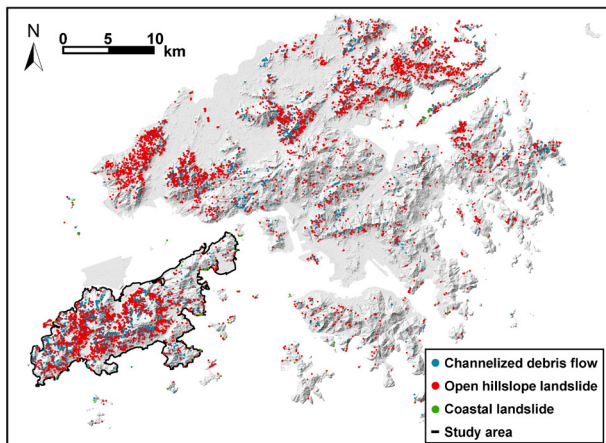 N
0 5 10
km
Channelized debris flow
Open hillslope landslide
Coastal landslide
Study area